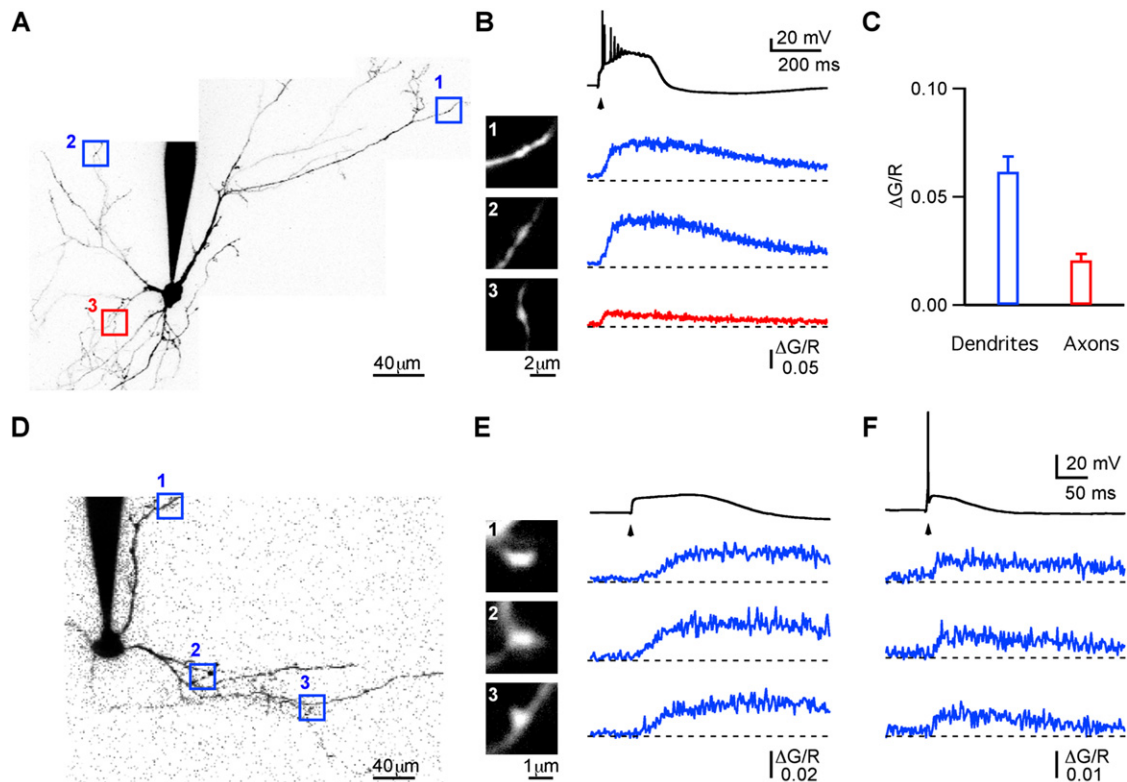 A
1
2
3
40μm
B
20 mV
200 ms
1
2
3
2μm
ΔG/R
0.05
C
0.10
0.05
0.00
ΔG/R
Dendrites
Axons
D
1
2
3
40μm
E
1
2
3
1μm
ΔG/R
0.02
F
20 mV
50 ms
ΔG/R
0.01